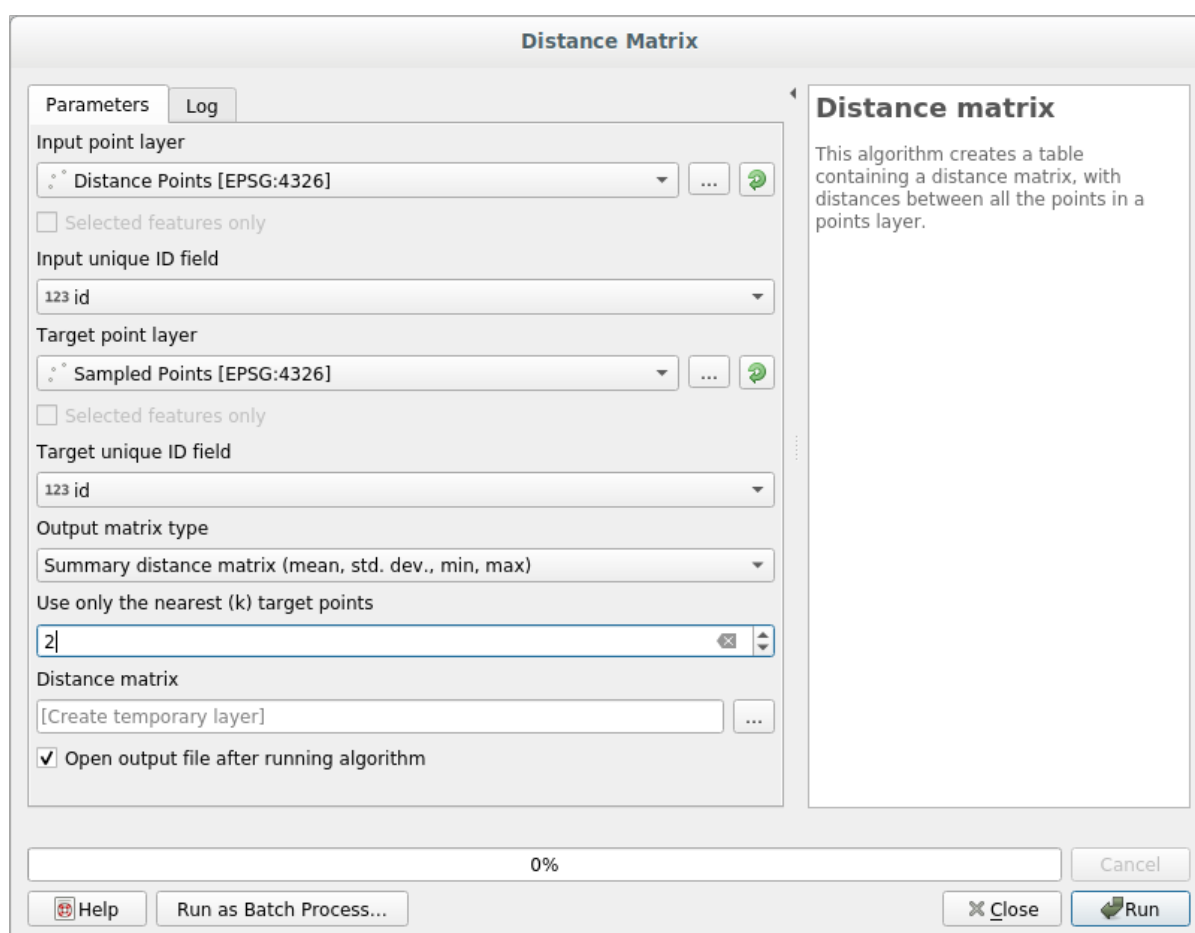 Distance Matrix
Parameters
Log
Input point layer
Distance Points [EPSG:4326]
...
Selected features only
Input unique ID field
123 id
Target point layer
Sampled Points [EPSG:4326]
...
Selected features only
Target unique ID field
123 id
Output matrix type
Summary distance matrix (mean, std. dev., min, max)
Use only the nearest (k) target points
2
Distance matrix
[Create temporary layer]
...
Open output file after running algorithm
Distance matrix
This algorithm creates a table
containing a distance matrix, with
distances between all the points in a
points layer.
0%
Cancel
Help
Run as Batch Process...
Close
Run